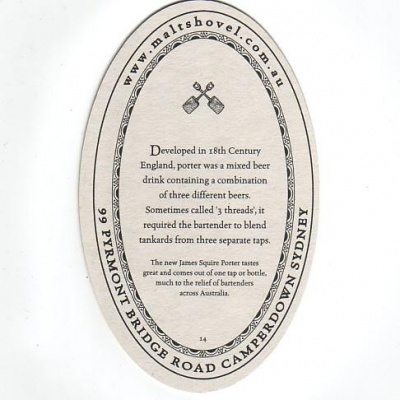 www.maltshovel.com.au
Developed in 18th Century
England, porter was a mixed beer
drink containing a combination
of three different beers.
Sometimes called '3 threads', it
required the bartender to blend
tankards from three separate taps.
The new James Squire Porter tastes
great and comes out of one tap or bottle,
much to the relief of bartenders
across Australia.
14
99 PYRMONT BRIDGE ROAD CAMPERDOWN SYDNEY